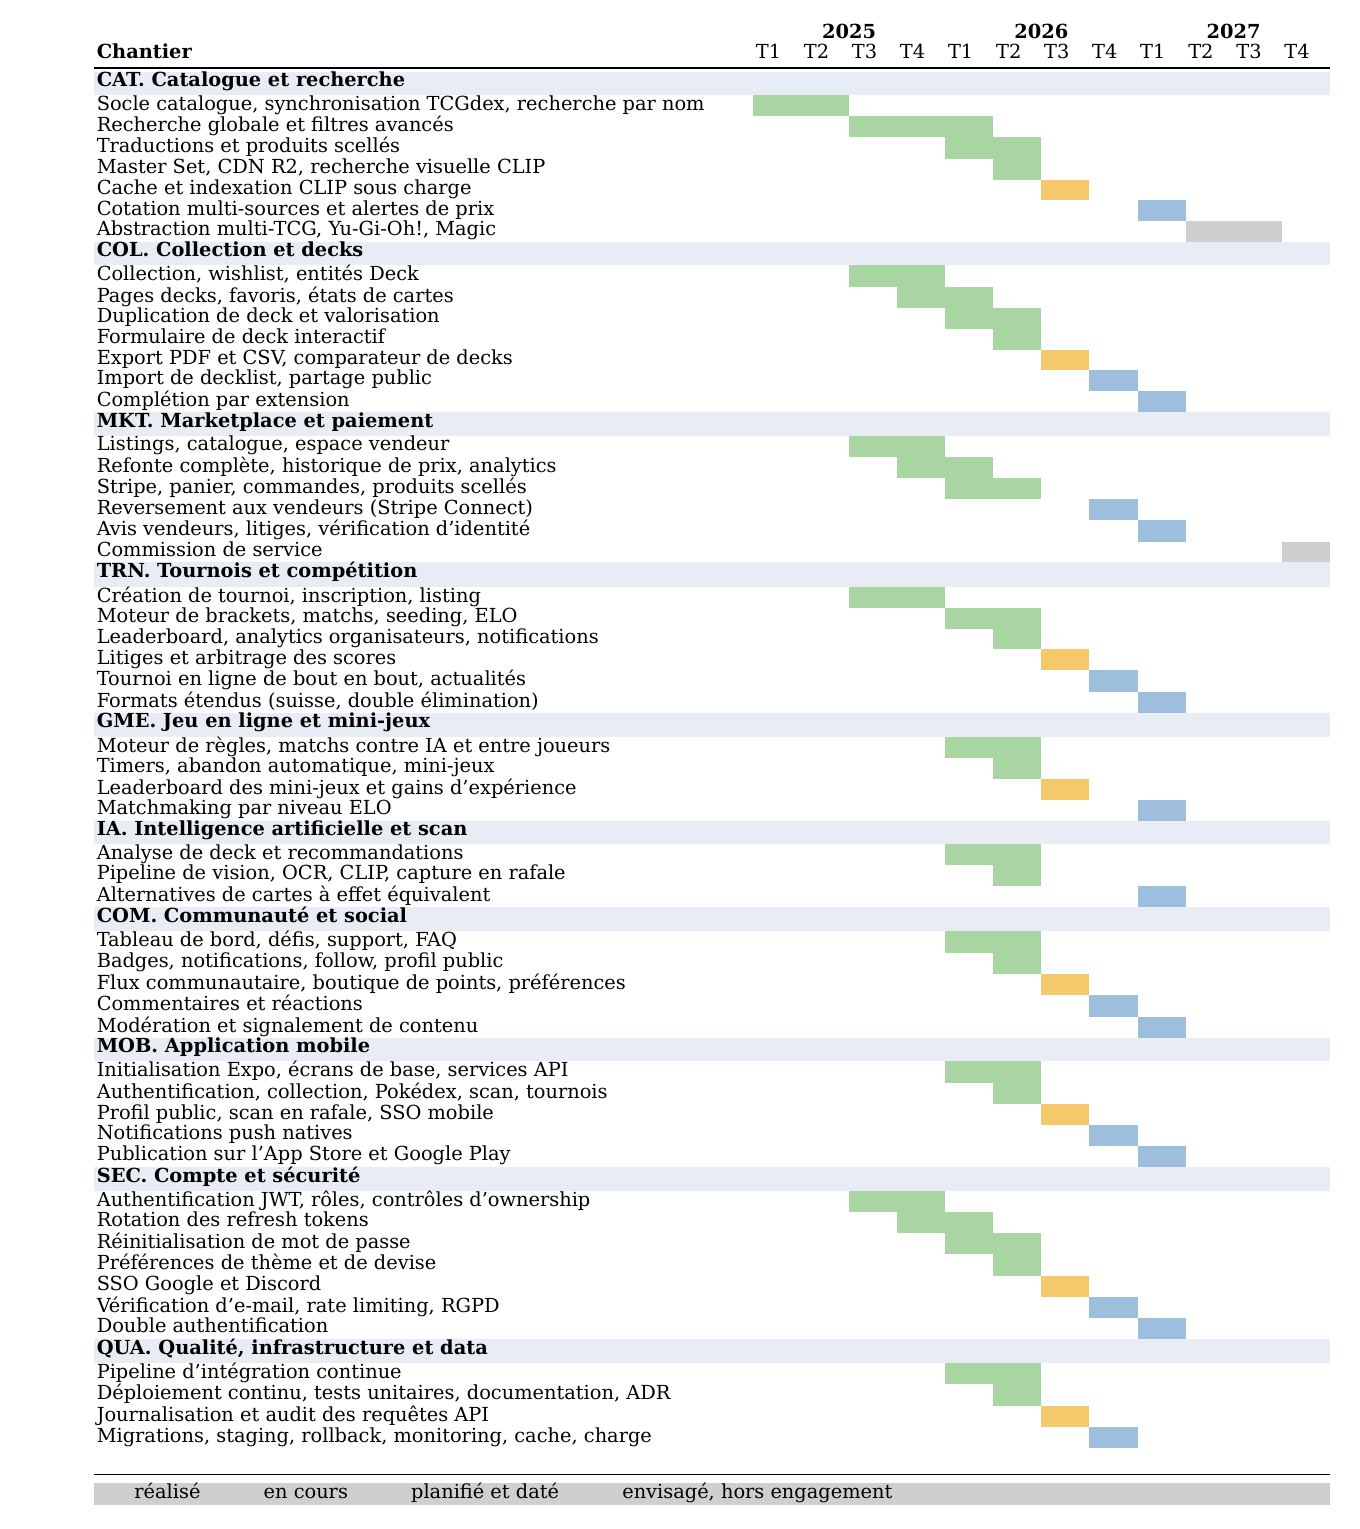 2025 2026 2027
Chantier T1 T2 T3 T4 T1 T2 T3 T4 T1 T2 T3 T4
CAT. Catalogue et recherche
Socle catalogue, synchronisation TCGdex, recherche par nom
Recherche globale et filtres avancés
Traductions et produits scellés
Master Set, CDN R2, recherche visuelle CLIP
Cache et indexation CLIP sous charge
Cotation multi-sources et alertes de prix
Abstraction multi-TCG, Yu-Gi-Oh!, Magic
COL. Collection et decks
Collection, wishlist, entités Deck
Pages decks, favoris, états de cartes
Duplication de deck et valorisation
Formulaire de deck interactif
Export PDF et CSV, comparateur de decks
Import de decklist, partage public
Complétion par extension
MKT. Marketplace et paiement
Listings, catalogue, espace vendeur
Refonte complète, historique de prix, analytics
Stripe, panier, commandes, produits scellés
Reversement aux vendeurs (Stripe Connect)
Avis vendeurs, litiges, vérification d’identité
Commission de service
TRN. Tournois et compétition
Création de tournoi, inscription, listing
Moteur de brackets, matchs, seeding, ELO
Leaderboard, analytics organisateurs, notifications
Litiges et arbitrage des scores
Tournoi en ligne de bout en bout, actualités
Formats étendus (suisse, double élimination)
GME. Jeu en ligne et mini-jeux
Moteur de règles, matchs contre IA et entre joueurs
Timers, abandon automatique, mini-jeux
Leaderboard des mini-jeux et gains d’expérience
Matchmaking par niveau ELO
IA. Intelligence artificielle et scan
Analyse de deck et recommandations
Pipeline de vision, OCR, CLIP, capture en rafale
Alternatives de cartes à effet équivalent
COM. Communauté et social
Tableau de bord, défis, support, FAQ
Badges, notifications, follow, profil public
Flux communautaire, boutique de points, préférences
Commentaires et réactions
Modération et signalement de contenu
MOB. Application mobile
Initialisation Expo, écrans de base, services API
Authentification, collection, Pokédex, scan, tournois
Profil public, scan en rafale, SSO mobile
Notifications push natives
Publication sur l’App Store et Google Play
SEC. Compte et sécurité
Authentification JWT, rôles, contrôles d’ownership
Rotation des refresh tokens
Réinitialisation de mot de passe
Préférences de thème et de devise
SSO Google et Discord
Vérification d’e-mail, rate limiting, RGPD
Double authentification
QUA. Qualité, infrastructure et data
Pipeline d’intégration continue
Déploiement continu, tests unitaires, documentation, ADR
Journalisation et audit des requêtes API
Migrations, staging, rollback, monitoring, cache, charge
réalisé en cours planifié et daté envisagé, hors engagement